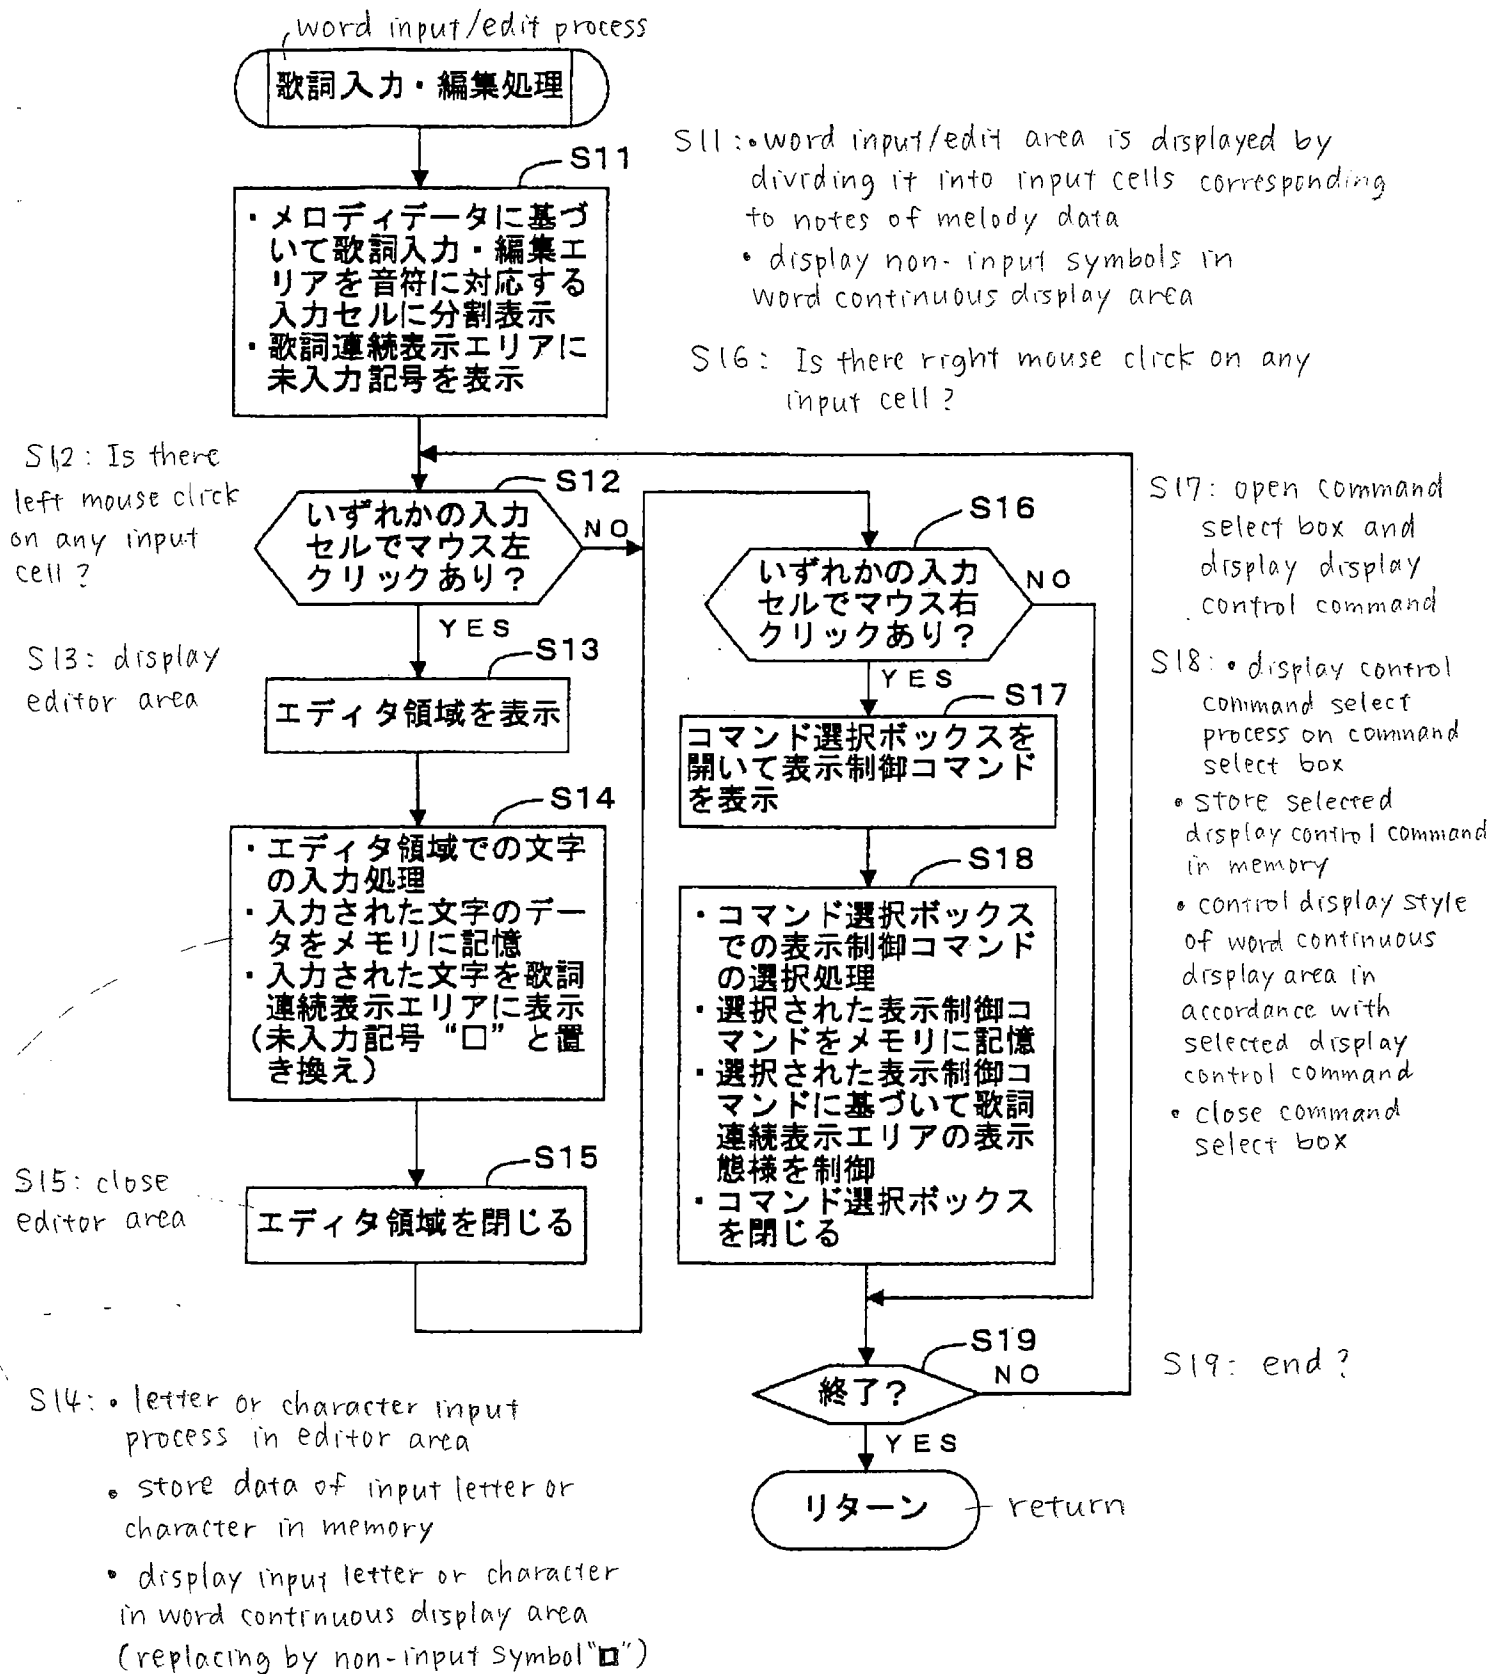 word input/edit process
歌詞入力・編集処理
S11
・メロディデータに基づ
いて歌詞入力・編集エ
リアを音符に対応する
入力セルに分割表示
・歌詞連続表示エリアに
未入力記号を表示
S11:・word input/edit area is displayed by
dividing it into input cells corresponding
to notes of melody data
・display non-input symbols in
word continuous display area
S16: Is there right mouse click on any
input cell?
S12: Is there
left mouse click
on any input
cell?
S12
いずれかの入力
セルでマウス左
クリックあり?
NO
YES
S13: display
editor area
S13
エディタ領域を表示
S14
・エディタ領域での文字
の入力処理
・入力された文字のデー
タをメモリに記憶
・入力された文字を歌詞
連続表示エリアに表示
(未入力記号“□”と置
き換え)
S15: close
editor area
S15
エディタ領域を閉じる
S14:・letter or character input
process in editor area
・store data of input letter or
character in memory
・display input letter or character
in word continuous display area
(replacing by non-input symbol"□")
S16
いずれかの入力
セルでマウス右
クリックあり?
NO
YES
S17
コマンド選択ボックスを
開いて表示制御コマンド
を表示
S18
・コマンド選択ボックス
での表示制御コマンド
の選択処理
・選択された表示制御コ
マンドをメモリに記憶
・選択された表示制御コ
マンドに基づいて歌詞
連続表示エリアの表示
態様を制御
・コマンド選択ボックス
を閉じる
S17: open command
select box and
display display
control command
S18:・display control
command select
process on command
select box
・store selected
display control command
in memory
・control display style
of word continuous
display area in
accordance with
selected display
control command
・close command
select box
S19
終了?
NO
YES
S19: end?
リターン
return